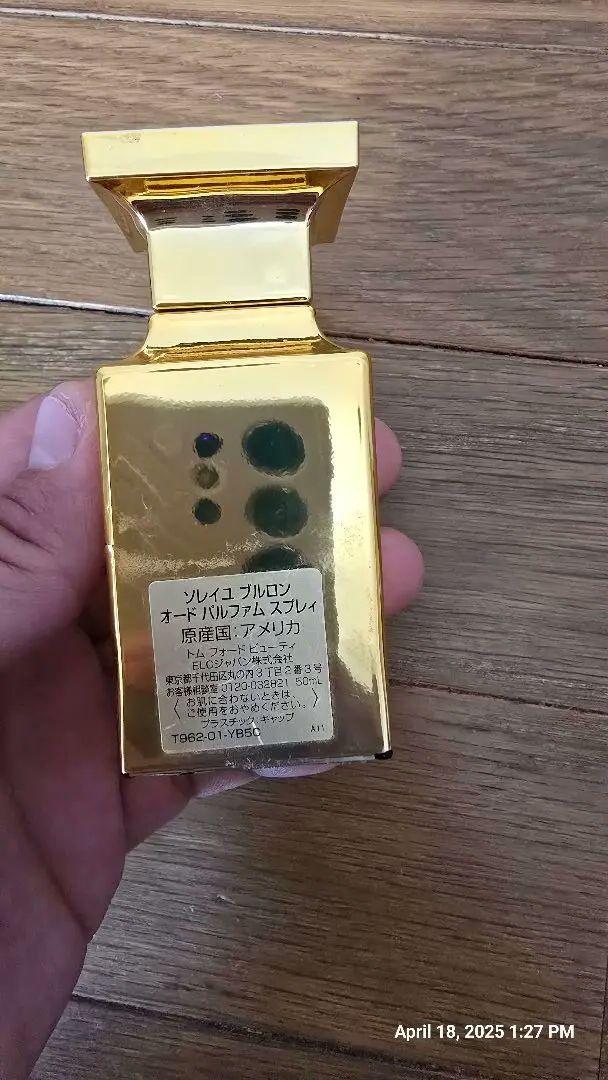 ソレイユ ブルロン
オード パルファム スプレィ
原産国:アメリカ
トム フォード ビューティ
ELCジャパン株式会社
東京都千代田区丸の内3丁目2番3号
お客様相談室 0120-032821 50mL
〈 お肌に合わないときは、
ご使用をおやめください。 〉
プラスチック:キャップ
T962-01-YB5C A11
April 18, 2025 1:27 PM